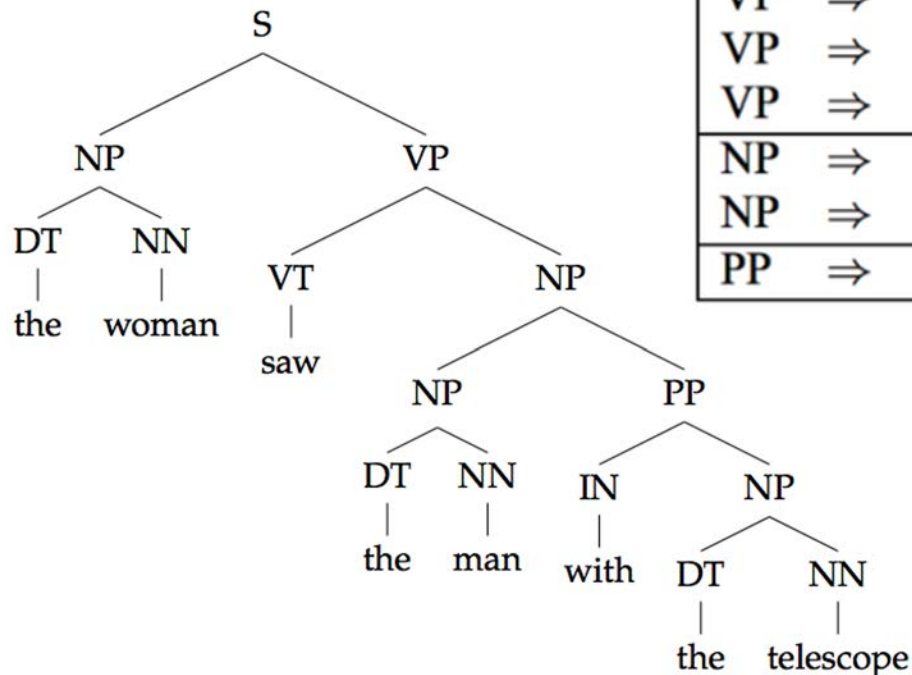 S
VP ⇒
VP ⇒
VP ⇒
NP VP
NP ⇒
NP ⇒
DT NN
VT NP
PP ⇒
the woman
saw
NP PP
DT NN
IN NP
the man
with
DT NN
the telescope